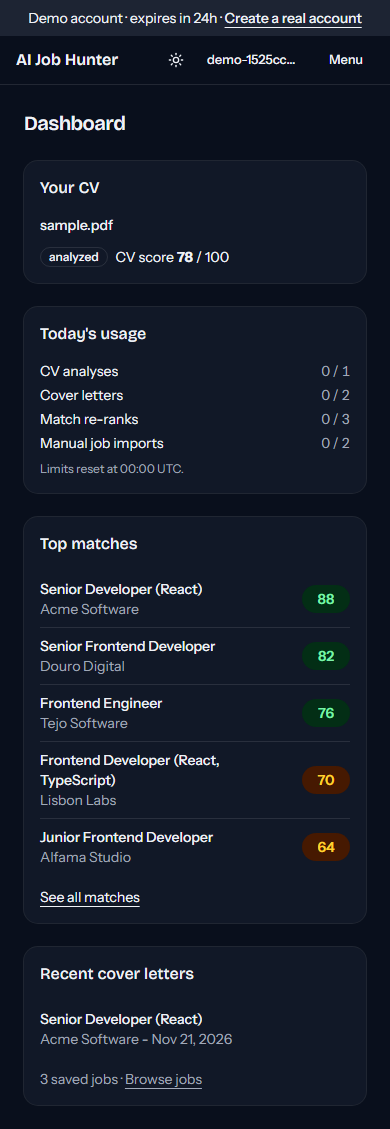 Demo account · expires in 24h · Create a real account
AI Job Hunter demo-1525cc... Menu
Dashboard
Your CV
sample.pdf
analyzed CV score 78 / 100
Today's usage
CV analyses 0 / 1
Cover letters 0 / 2
Match re-ranks 0 / 3
Manual job imports 0 / 2
Limits reset at 00:00 UTC.
Top matches
Senior Developer (React)
Acme Software
88
Senior Frontend Developer
Douro Digital
82
Frontend Engineer
Tejo Software
76
Frontend Developer (React,
TypeScript)
Lisbon Labs
70
Junior Frontend Developer
Alfama Studio
64
See all matches
Recent cover letters
Senior Developer (React)
Acme Software - Nov 21, 2026
3 saved jobs · Browse jobs